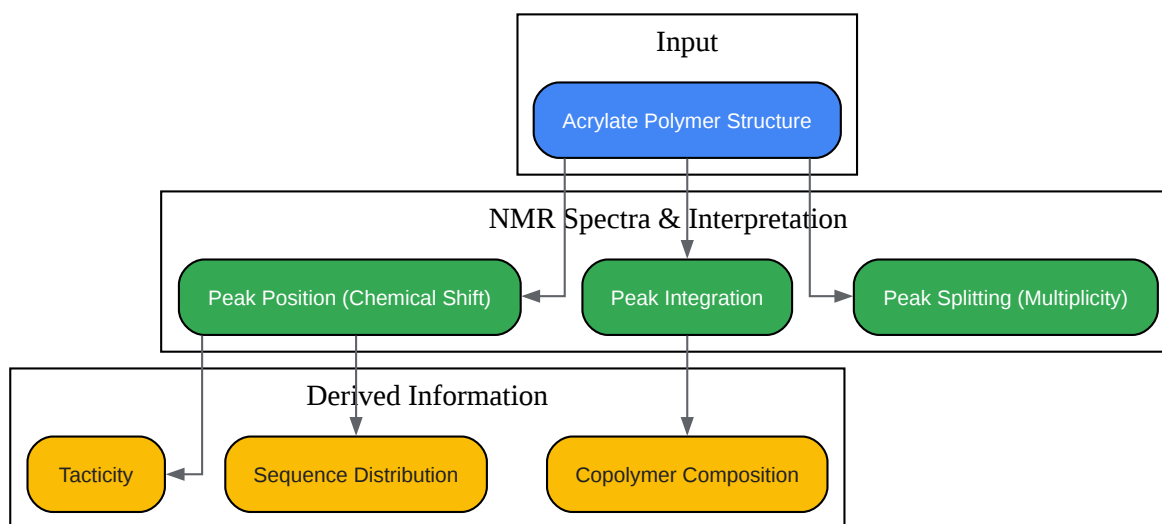 Input
Acrylate Polymer Structure
NMR Spectra & Interpretation
Peak Position (Chemical Shift)
Peak Integration
Peak Splitting (Multiplicity)
Derived Information
Tacticity
Sequence Distribution
Copolymer Composition